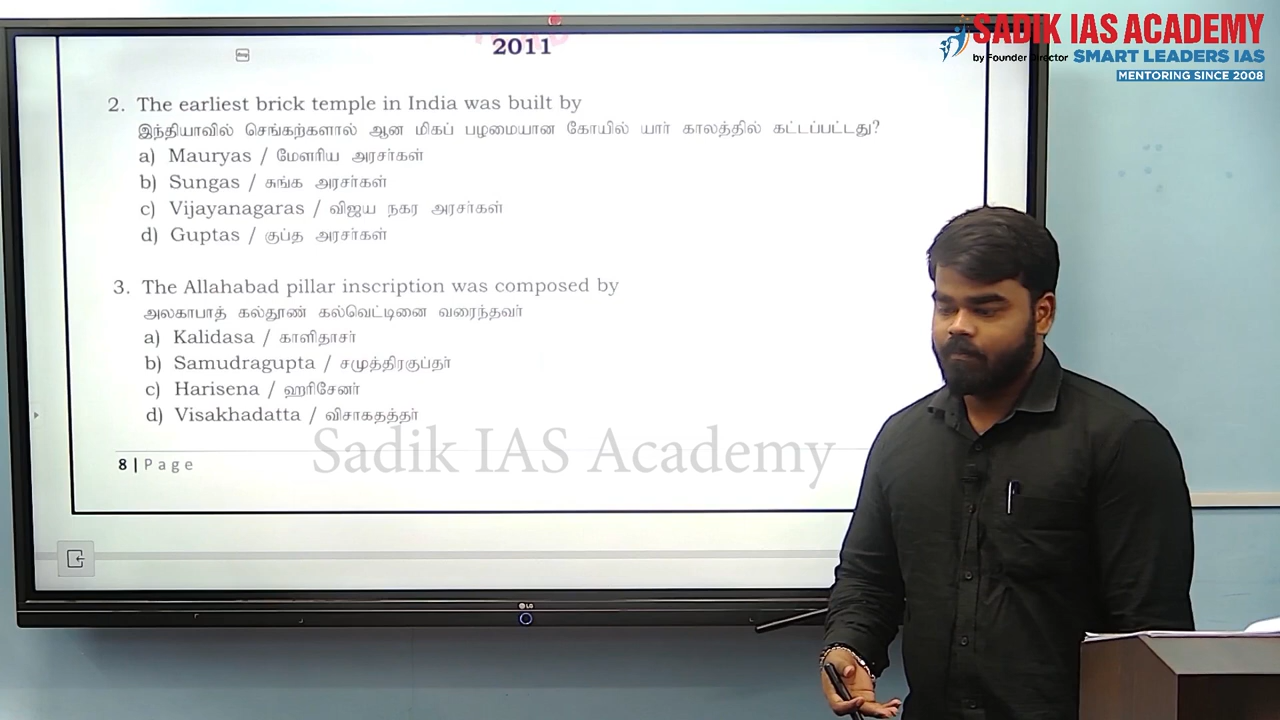 SADIK IAS ACADEMY
by Founder Director SMART LEADERS IAS
MENTORING SINCE 2008
2011
2. The earliest brick temple in India was built by
இந்தியாவில் செங்கற்களால் ஆன மிகப் பழமையான கோயில் யார் காலத்தில் கட்டப்பட்டது?
a) Mauryas / மௌரிய அரசர்கள்
b) Sungas / சுங்க அரசர்கள்
c) Vijayanagaras / விஜய நகர அரசர்கள்
d) Guptas / குப்த அரசர்கள்
3. The Allahabad pillar inscription was composed by
அலகாபாத் கல்தூண் கல்வெட்டினை வரைந்தவர்
a) Kalidasa / காளிதாசர்
b) Samudragupta / சமுத்திரகுப்தர்
c) Harisena / ஹரிசேனர்
d) Visakhadatta / விசாகதத்தர்
Sadik IAS Academy
8 | Page
LG